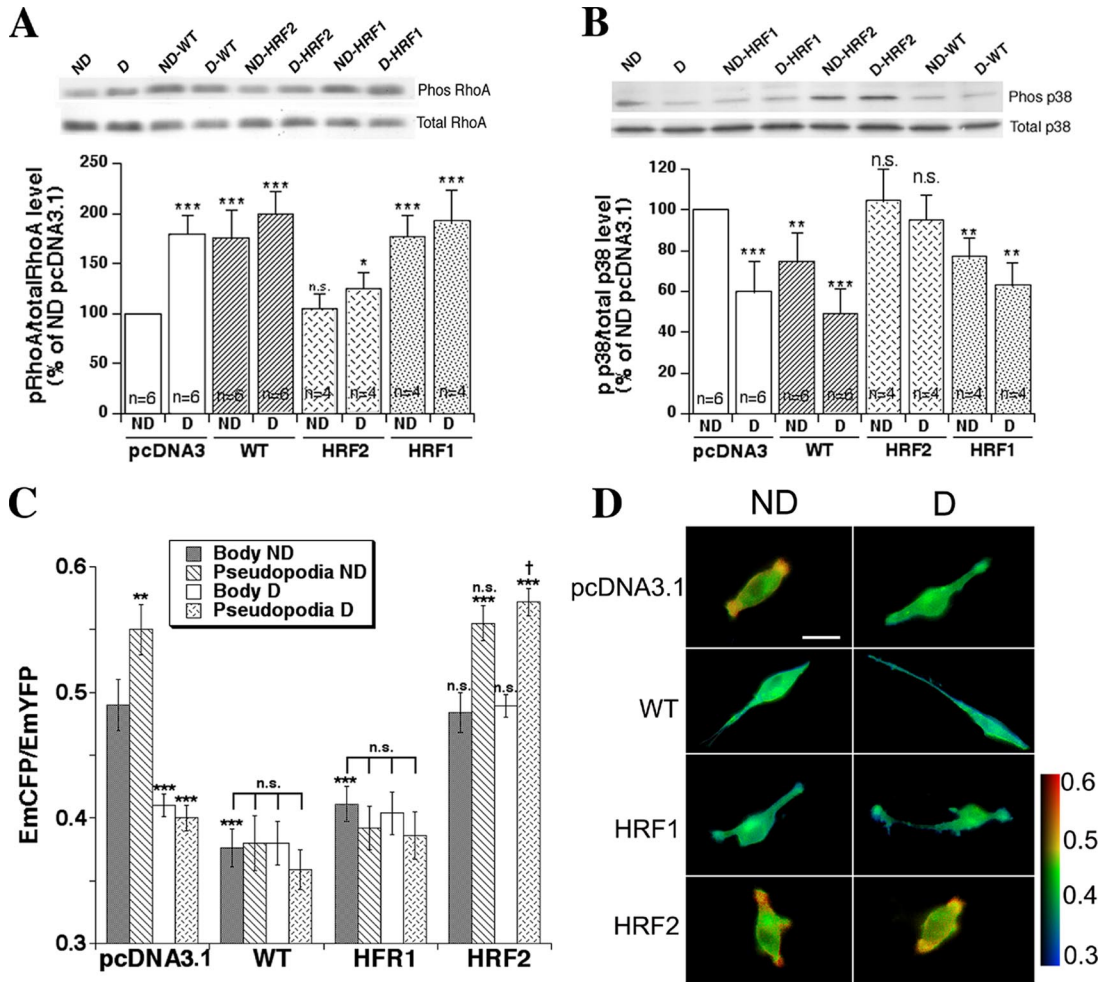 A
ND D ND-WT D-WT ND-HRF2 D-HRF2 ND-HRF1 D-HRF1
Phos RhoA
Total RhoA
pRhoA/totalRhoA level
(% of ND pcDNA3.1)
250
200
150
100
50
0
*** *** *** n.s. * *** ***
n=6 n=6 n=6 n=6 n=4 n=4 n=4 n=4
ND D ND D ND D ND D
pcDNA3 WT HRF2 HRF1
B
ND D ND-HRF1 D-HRF1 ND-HRF2 D-HRF2 ND-WT D-WT
Phos p38
Total p38
p p38/total p38 level
(% of ND pcDNA3.1)
120
100
80
60
40
20
0
*** ** *** n.s. n.s. ** **
n=6 n=6 n=6 n=6 n=4 n=4 n=4 n=4
ND D ND D ND D ND D
pcDNA3 WT HRF2 HRF1
C
Body ND
Pseudopodia ND
Body D
Pseudopodia D
EmCFP/EmYFP
0.6
0.5
0.4
0.3
** *** ***
*** n.s.
*** n.s.
n.s. n.s. *** n.s. † ***
pcDNA3.1 WT HFR1 HRF2
D
ND D
pcDNA3.1
WT
HRF1
HRF2
0.6
0.5
0.4
0.3